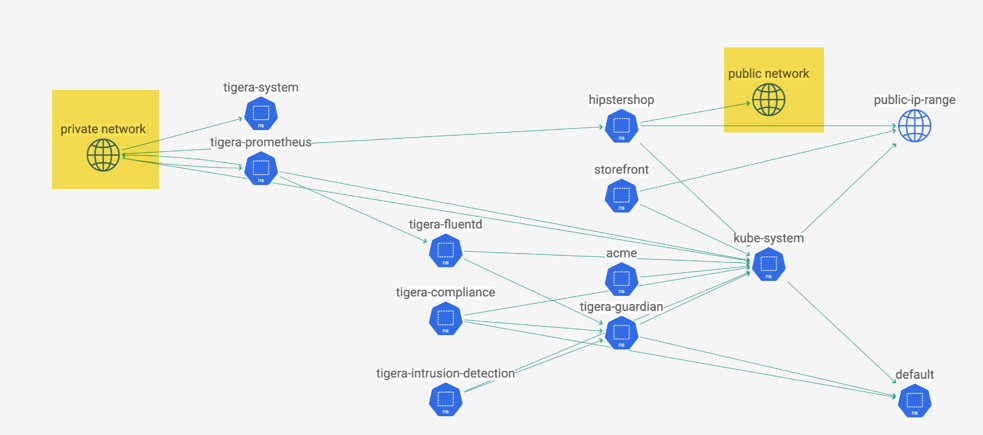 public network
tigera-system
hipstershop
public-ip-range
private network
ns
tigera-prometheus
ns
ns
storefront
ns
tigera-fluentd
kube-system
ns
acme
ns
ns
tigera-compliance
ns
tigera-guardian
ns
ns
tigera-intrusion-detection
default
ns
ns